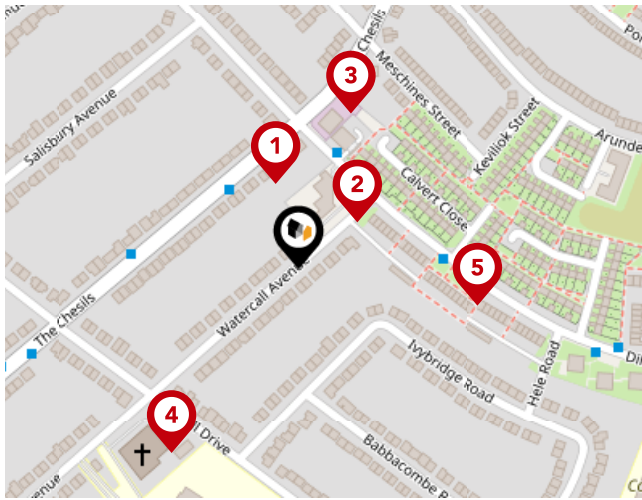 Chesils
Meschines Street
Salisbury Avenue
Keviliok Street
Arunde
Po
3
1
2
Calvert Close
5
Watercall Avenue
The Chesils
Ivybridge Road
Hele Road
Di
4
ll Drive
Babbacombe R
Co